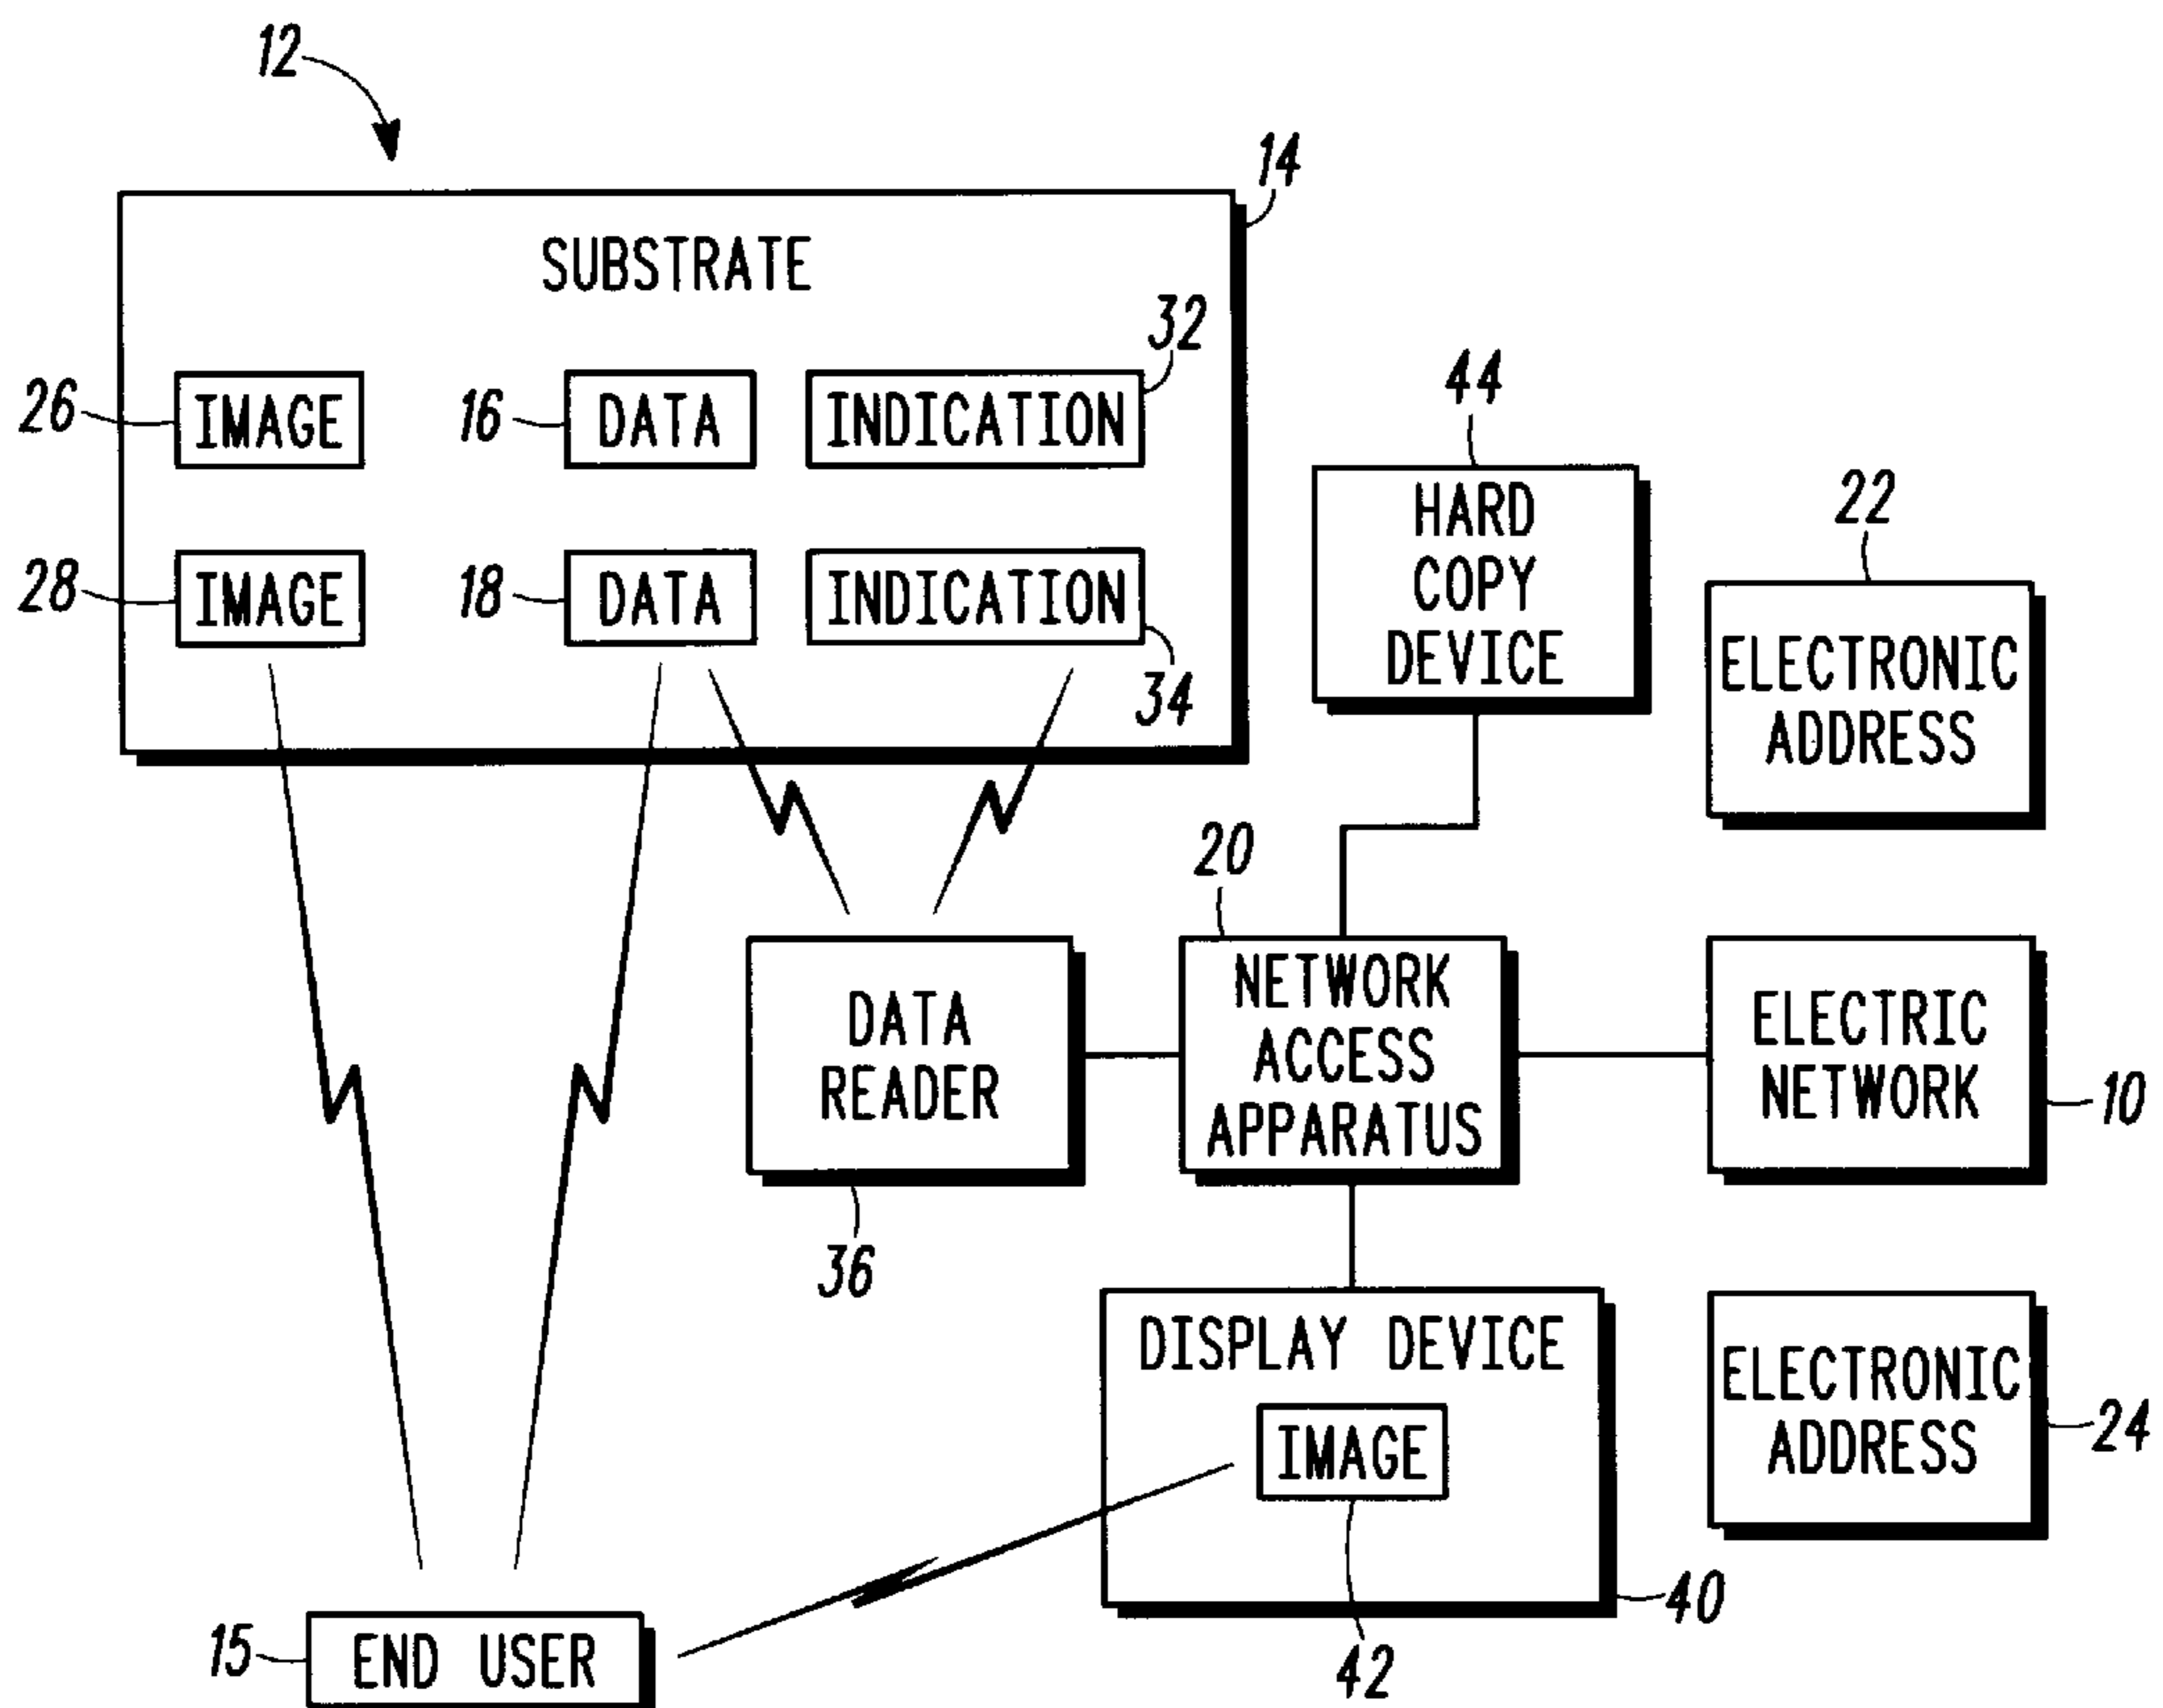 12
14
SUBSTRATE
32
26 IMAGE 16 DATA INDICATION
28 IMAGE 18 DATA INDICATION
34
44
HARD
COPY
DEVICE
22
ELECTRONIC
ADDRESS
20
DATA
READER
36
NETWORK
ACCESS
APPARATUS
ELECTRIC
NETWORK
10
DISPLAY DEVICE
IMAGE
42
40
ELECTRONIC
ADDRESS
24
15 END USER